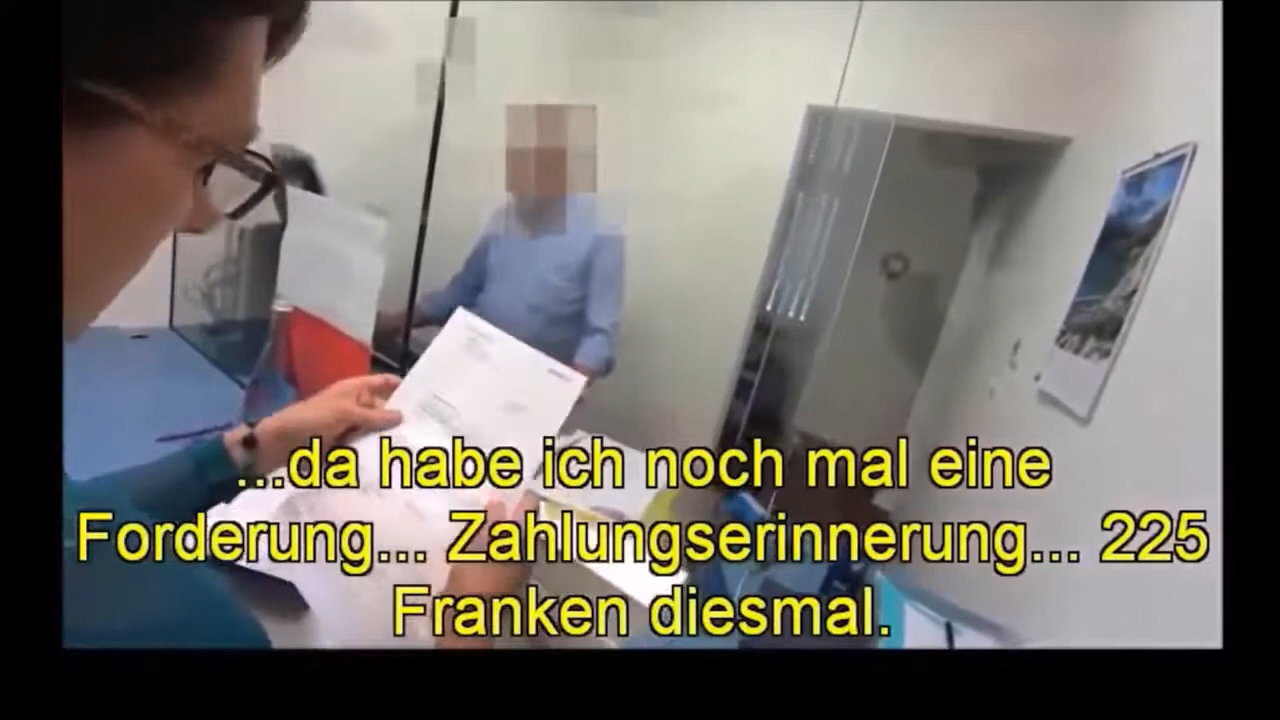 ...da habe ich noch mal eine
Forderung... Zahlungserinnerung... 225
Franken diesmal.